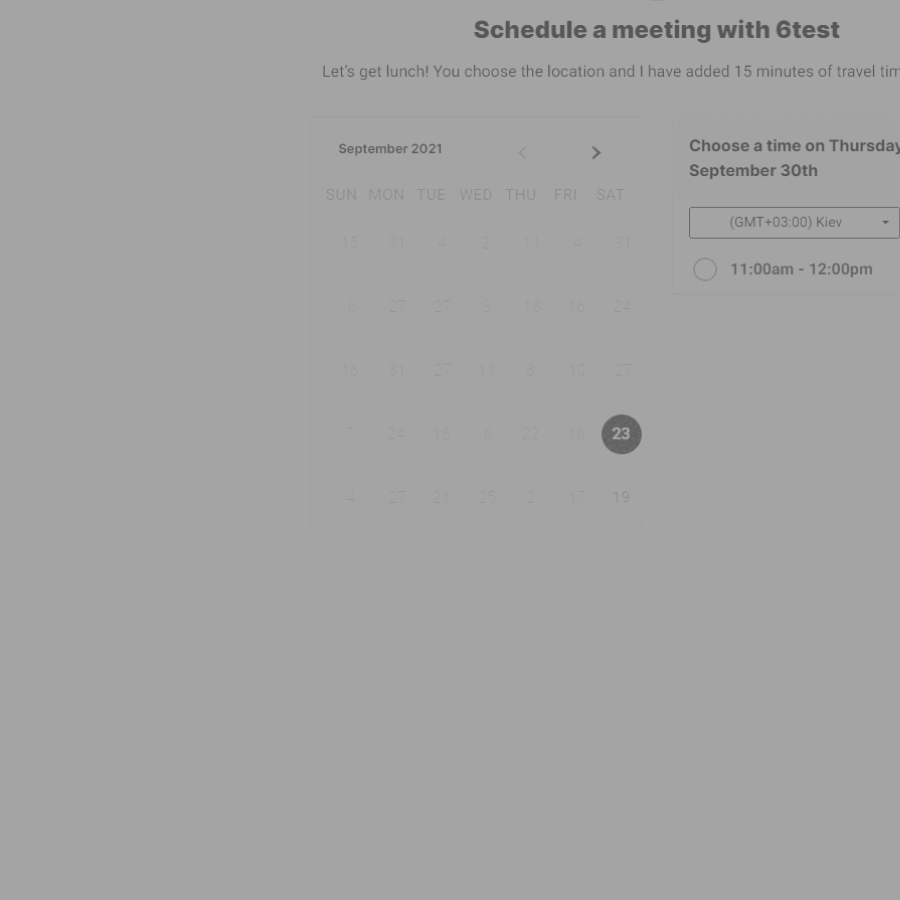 Schedule a meeting with 6test
Let's get lunch! You choose the location and I have added 15 minutes of travel tim
September 2021
SUN MON TUE WED THU FRI SAT
15 31 4 2 11 4 31
6 27 27 3 18 16 24
16 31 27 11 8 18 27
7 24 18 6 22 16 23
4 27 21 25 2 17 19
Choose a time on Thursday
September 30th
(GMT+03:00) Kiev
11:00am - 12:00pm